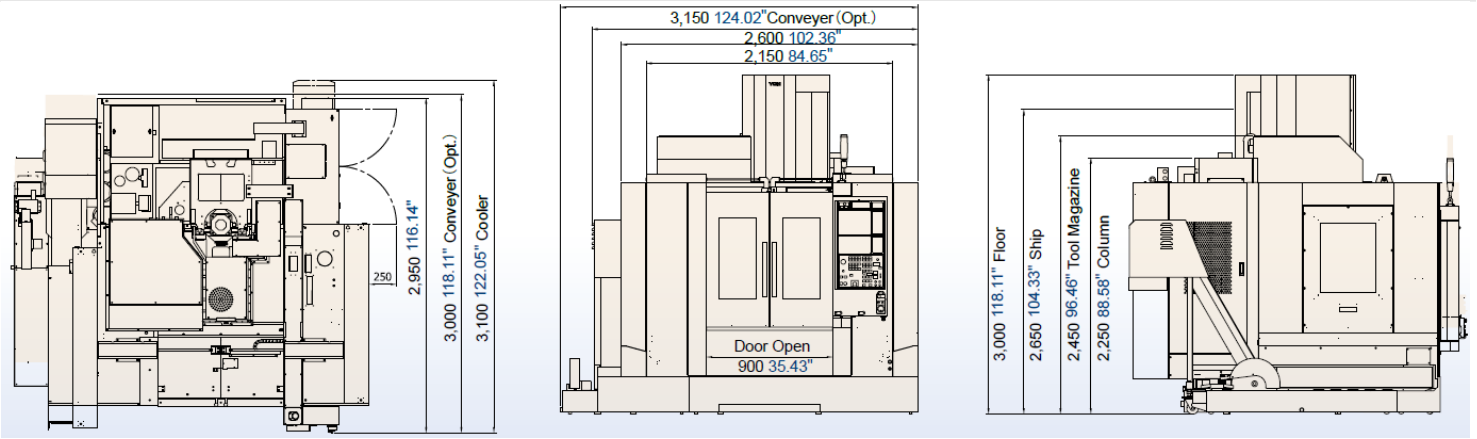 250
2,950 116.14"
3,000 118.11" Conveyer (Opt.)
3,100 122.05" Cooler
3,150 124.02"Conveyer (Opt.)
2,600 102.36"
2,150 84.65"
Door Open
900 35.43"
3,000 118.11" Floor
2,650 104.33" Ship
2,450 96.46" Tool Magazine
2,250 88.58" Column